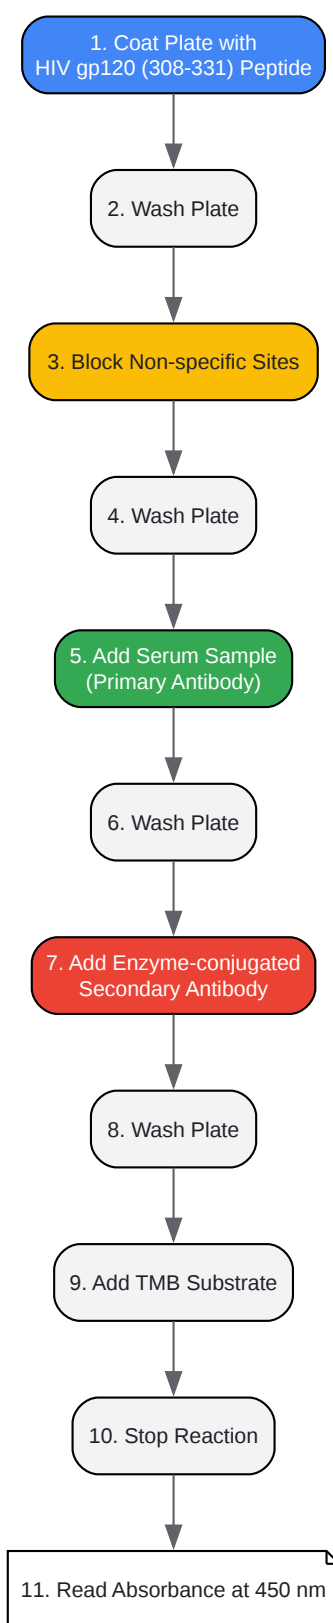 1. Coat Plate with
HIV gp120 (308-331) Peptide
2. Wash Plate
3. Block Non-specific Sites
4. Wash Plate
5. Add Serum Sample
(Primary Antibody)
6. Wash Plate
7. Add Enzyme-conjugated
Secondary Antibody
8. Wash Plate
9. Add TMB Substrate
10. Stop Reaction
11. Read Absorbance at 450 nm